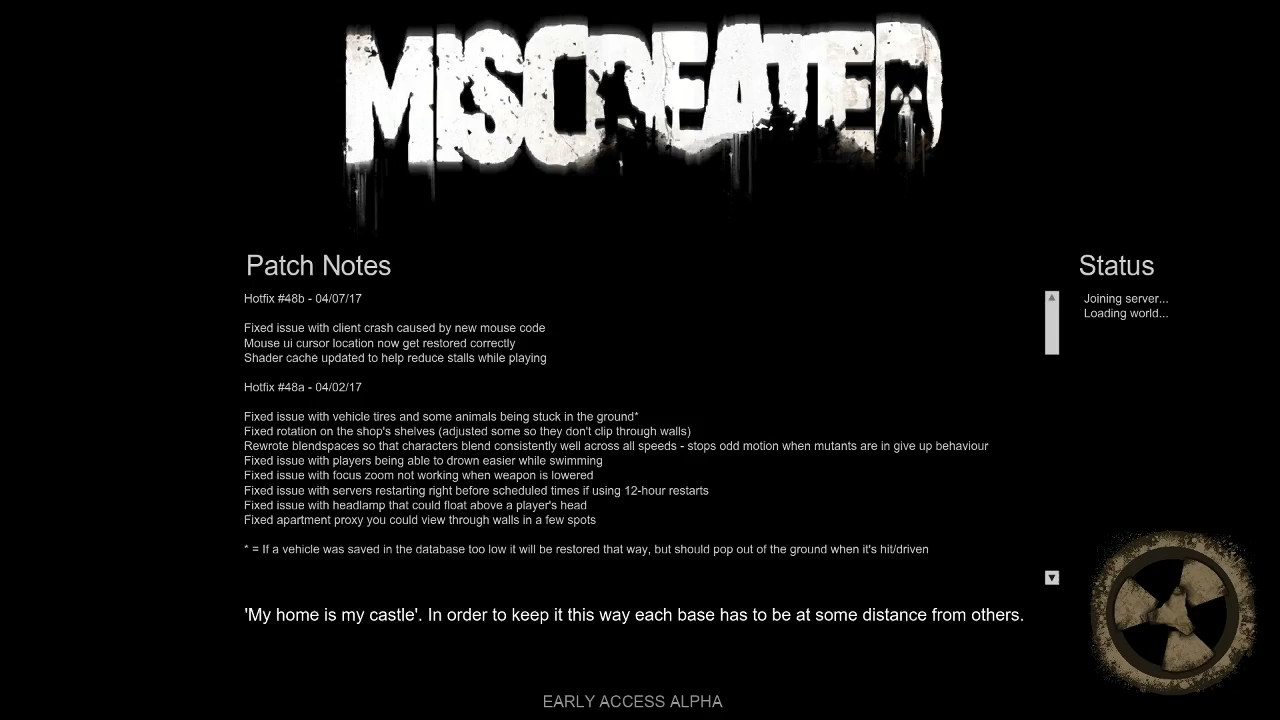 MISCREATED
Patch Notes
Status
Hotfix #48b - 04/07/17
Joining server...
Loading world...
Fixed issue with client crash caused by new mouse code
Mouse ui cursor location now get restored correctly
Shader cache updated to help reduce stalls while playing
Hotfix #48a - 04/02/17
Fixed issue with vehicle tires and some animals being stuck in the ground*
Fixed rotation on the shop's shelves (adjusted some so they don't clip through walls)
Rewrote blendspaces so that characters blend consistently well across all speeds - stops odd motion when mutants are in give up behaviour
Fixed issue with players being able to drown easier while swimming
Fixed issue with focus zoom not working when weapon is lowered
Fixed issue with servers restarting right before scheduled times if using 12-hour restarts
Fixed issue with headlamp that could float above a player's head
Fixed apartment proxy you could view through walls in a few spots
* = If a vehicle was saved in the database too low it will be restored that way, but should pop out of the ground when it's hit/driven
'My home is my castle'. In order to keep it this way each base has to be at some distance from others.
EARLY ACCESS ALPHA